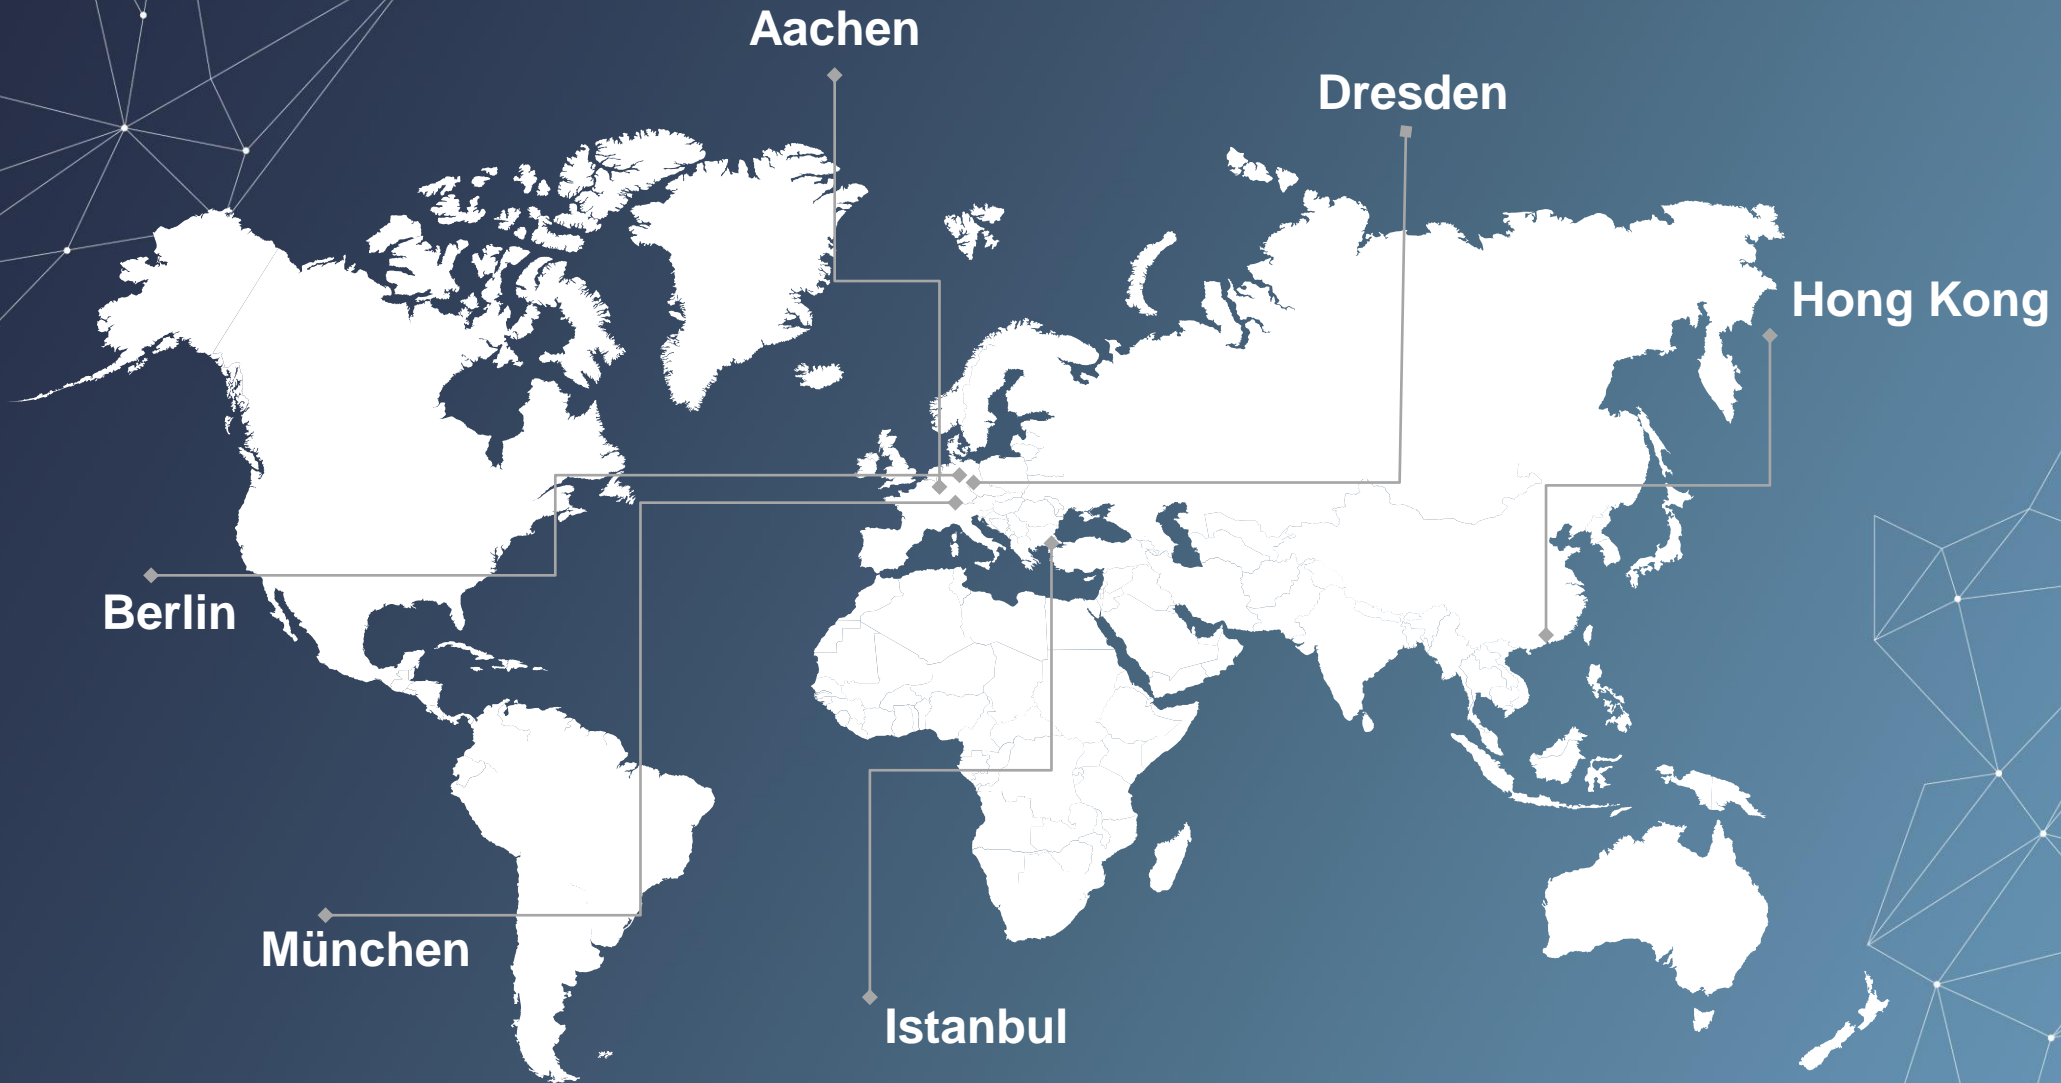 Aachen
Dresden
Hong Kong
Berlin
München
Istanbul